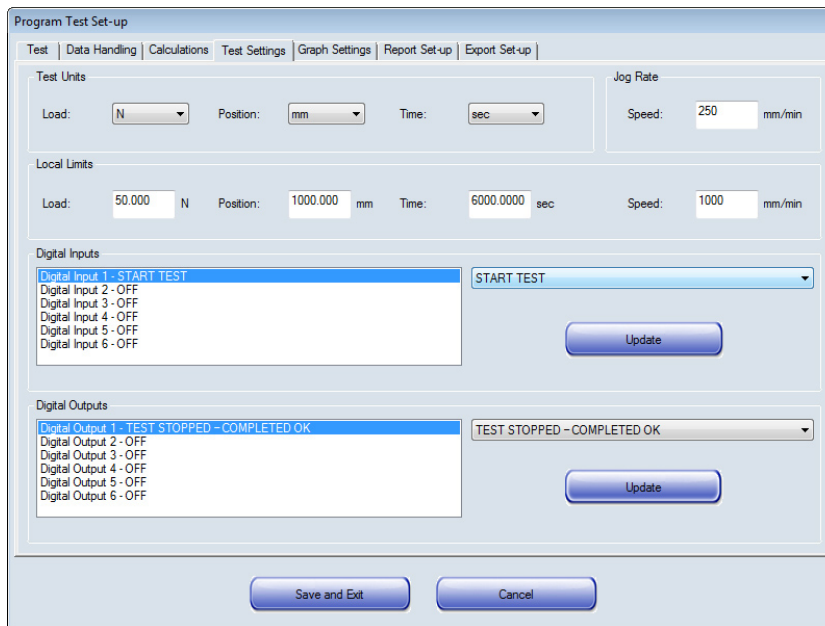 Program Test Set-up
Test Data Handling Calculations Test Settings Graph Settings Report Set-up Export Set-up
Test Units
Load: N Position: mm Time: sec
Jog Rate
Speed: 250 mm/min
Local Limits
Load: 50.000 N Position: 1000.000 mm Time: 6000.0000 sec Speed: 1000 mm/min
Digital Inputs
Digital Input 1 - START TEST
Digital Input 2 - OFF
Digital Input 3 - OFF
Digital Input 4 - OFF
Digital Input 5 - OFF
Digital Input 6 - OFF
START TEST
Update
Digital Outputs
Digital Output 1 - TEST STOPPED – COMPLETED OK
Digital Output 2 - OFF
Digital Output 3 - OFF
Digital Output 4 - OFF
Digital Output 5 - OFF
Digital Output 6 - OFF
TEST STOPPED – COMPLETED OK
Update
Save and Exit
Cancel